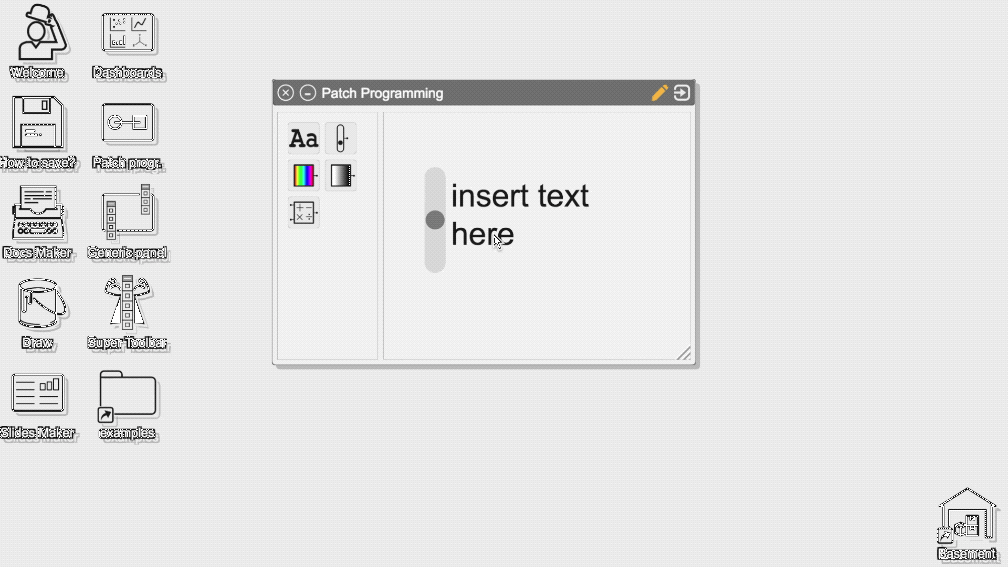 Welcome
Dashboards
How to save?
Patch progr.
Docs Maker
Generic panel
Draw
Super Toolbar
Slides Maker
examples
Patch Programming
Aa
insert text
here
Basement